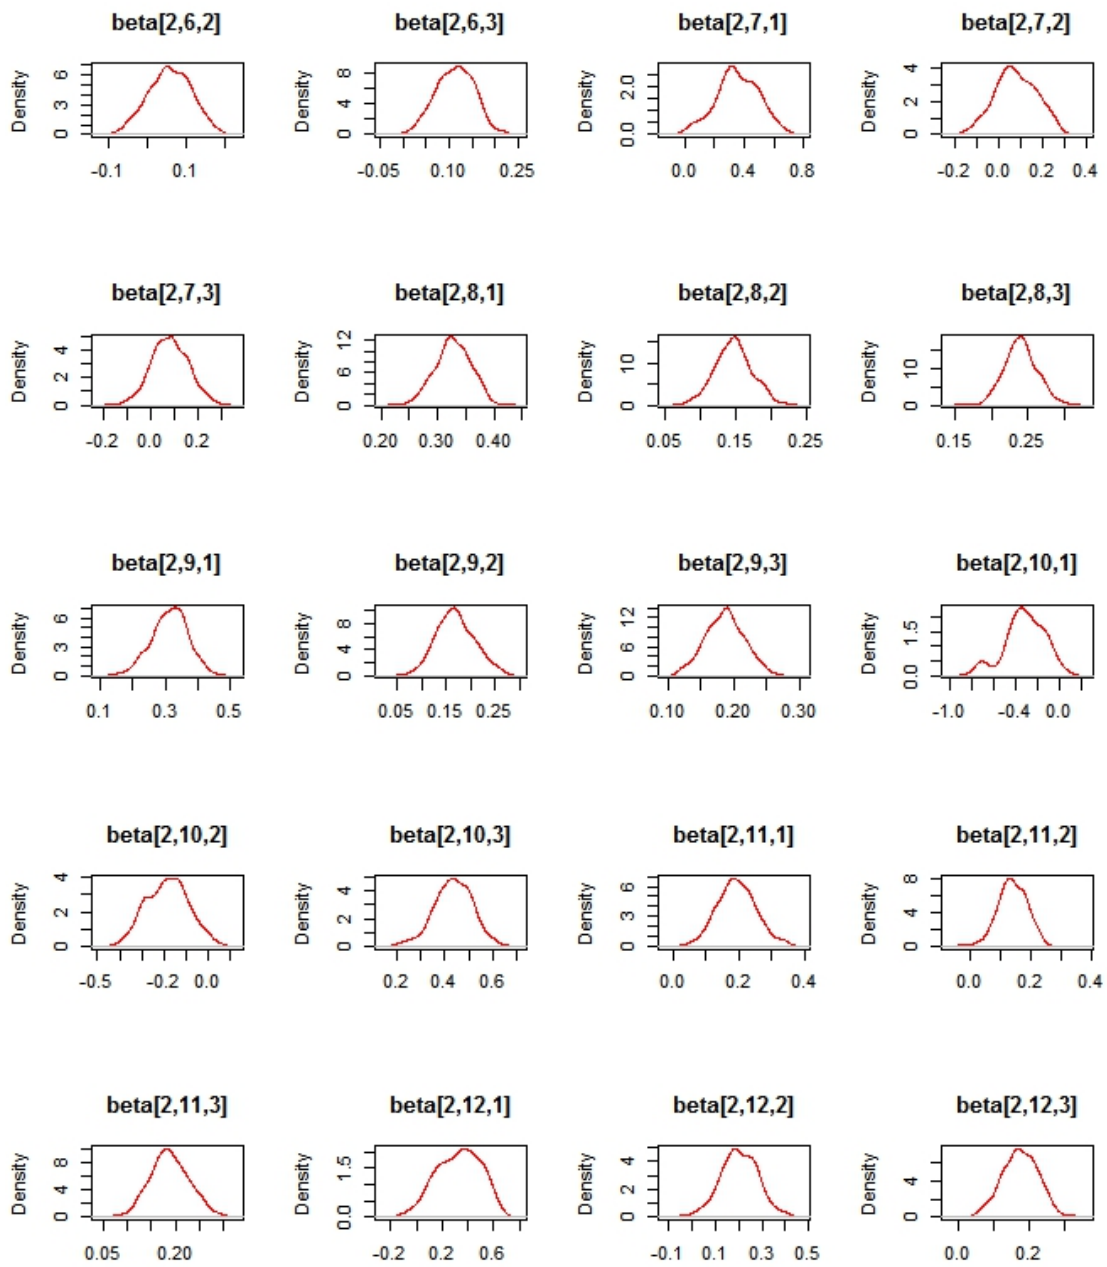 beta[2,6,2] beta[2,6,3] beta[2,7,1] beta[2,7,2]
Density 0 3 6 Density 0 4 8 Density 0.0 2.0 Density 0 2 4
-0.1 0.1 -0.05 0.10 0.25 0.0 0.4 0.8 -0.2 0.0 0.2 0.4
beta[2,7,3] beta[2,8,1] beta[2,8,2] beta[2,8,3]
Density 0 2 4 Density 0 6 12 Density 0 10 Density 0 10
-0.2 0.0 0.2 0.20 0.30 0.40 0.05 0.15 0.25 0.15 0.25
beta[2,9,1] beta[2,9,2] beta[2,9,3] beta[2,10,1]
Density 0 3 6 Density 0 4 8 Density 0 6 12 Density 0.0 1.5
0.1 0.3 0.5 0.05 0.15 0.25 0.10 0.20 0.30 -1.0 -0.4 0.0
beta[2,10,2] beta[2,10,3] beta[2,11,1] beta[2,11,2]
Density 0 2 4 Density 0 2 4 Density 0 3 6 Density 0 4 8
-0.5 -0.2 0.0 0.2 0.4 0.6 0.0 0.2 0.4 0.0 0.2 0.4
beta[2,11,3] beta[2,12,1] beta[2,12,2] beta[2,12,3]
Density 0 4 8 Density 0.0 1.5 Density 0 2 4 Density 0 4
0.05 0.20 -0.2 0.2 0.6 -0.1 0.1 0.3 0.5 0.0 0.2